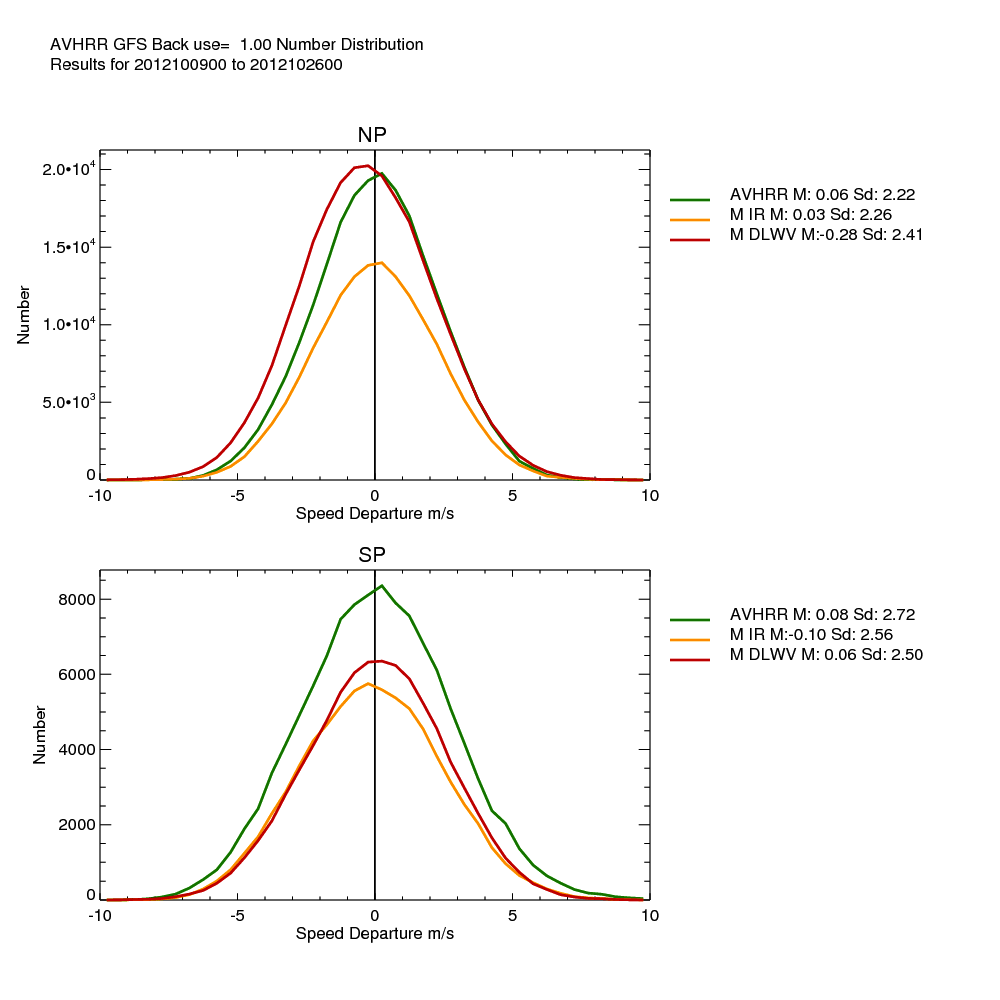 AVHRR GFS Back use=  1.00 Number Distribution
Results for 2012100900 to 2012102600
NP
2.0•10⁴
1.5•10⁴
1.0•10⁴
5.0•10³
0
Number
-10 -5 0 5 10
Speed Departure m/s
AVHRR M: 0.06 Sd: 2.22
M IR M: 0.03 Sd: 2.26
M DLWV M:-0.28 Sd: 2.41
SP
8000
6000
4000
2000
0
Number
-10 -5 0 5 10
Speed Departure m/s
AVHRR M: 0.08 Sd: 2.72
M IR M:-0.10 Sd: 2.56
M DLWV M: 0.06 Sd: 2.50